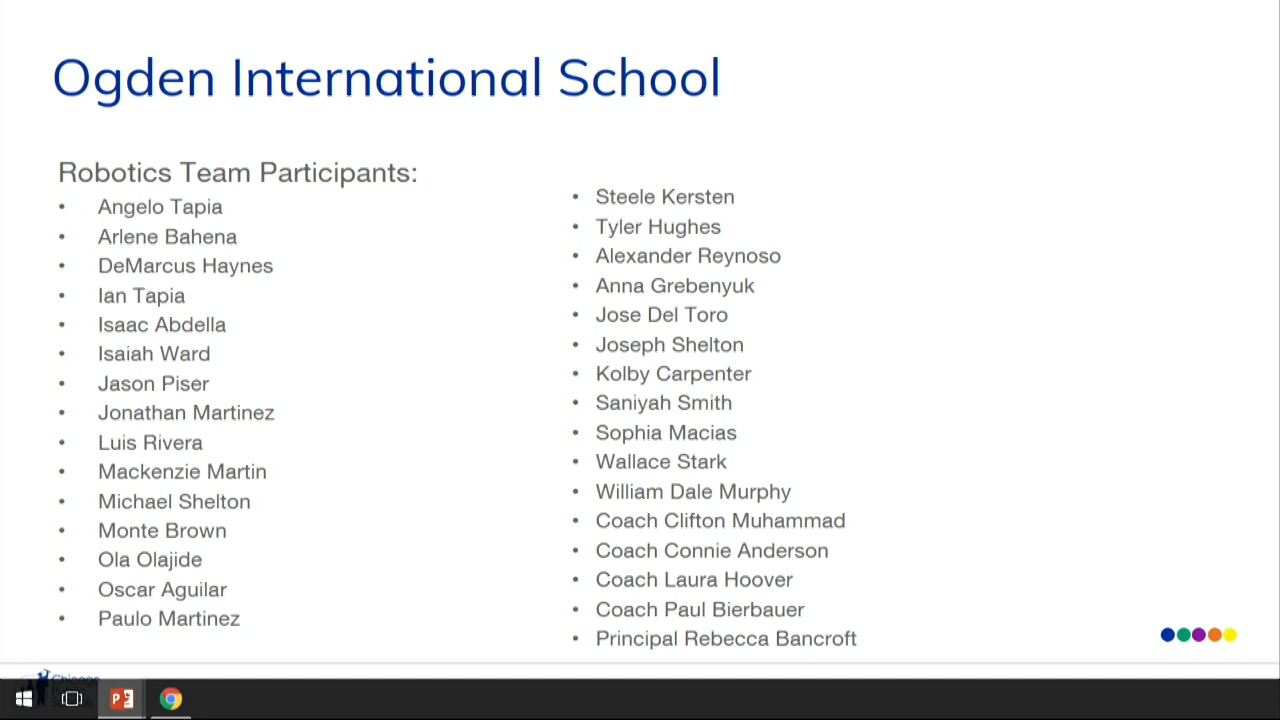 Ogden International School
Robotics Team Participants:
• Angelo Tapia
• Arlene Bahena
• DeMarcus Haynes
• Ian Tapia
• Isaac Abdella
• Isaiah Ward
• Jason Piser
• Jonathan Martinez
• Luis Rivera
• Mackenzie Martin
• Michael Shelton
• Monte Brown
• Ola Olajide
• Oscar Aguilar
• Paulo Martinez
• Steele Kersten
• Tyler Hughes
• Alexander Reynoso
• Anna Grebenyuk
• Jose Del Toro
• Joseph Shelton
• Kolby Carpenter
• Saniyah Smith
• Sophia Macias
• Wallace Stark
• William Dale Murphy
• Coach Clifton Muhammad
• Coach Connie Anderson
• Coach Laura Hoover
• Coach Paul Bierbauer
• Principal Rebecca Bancroft